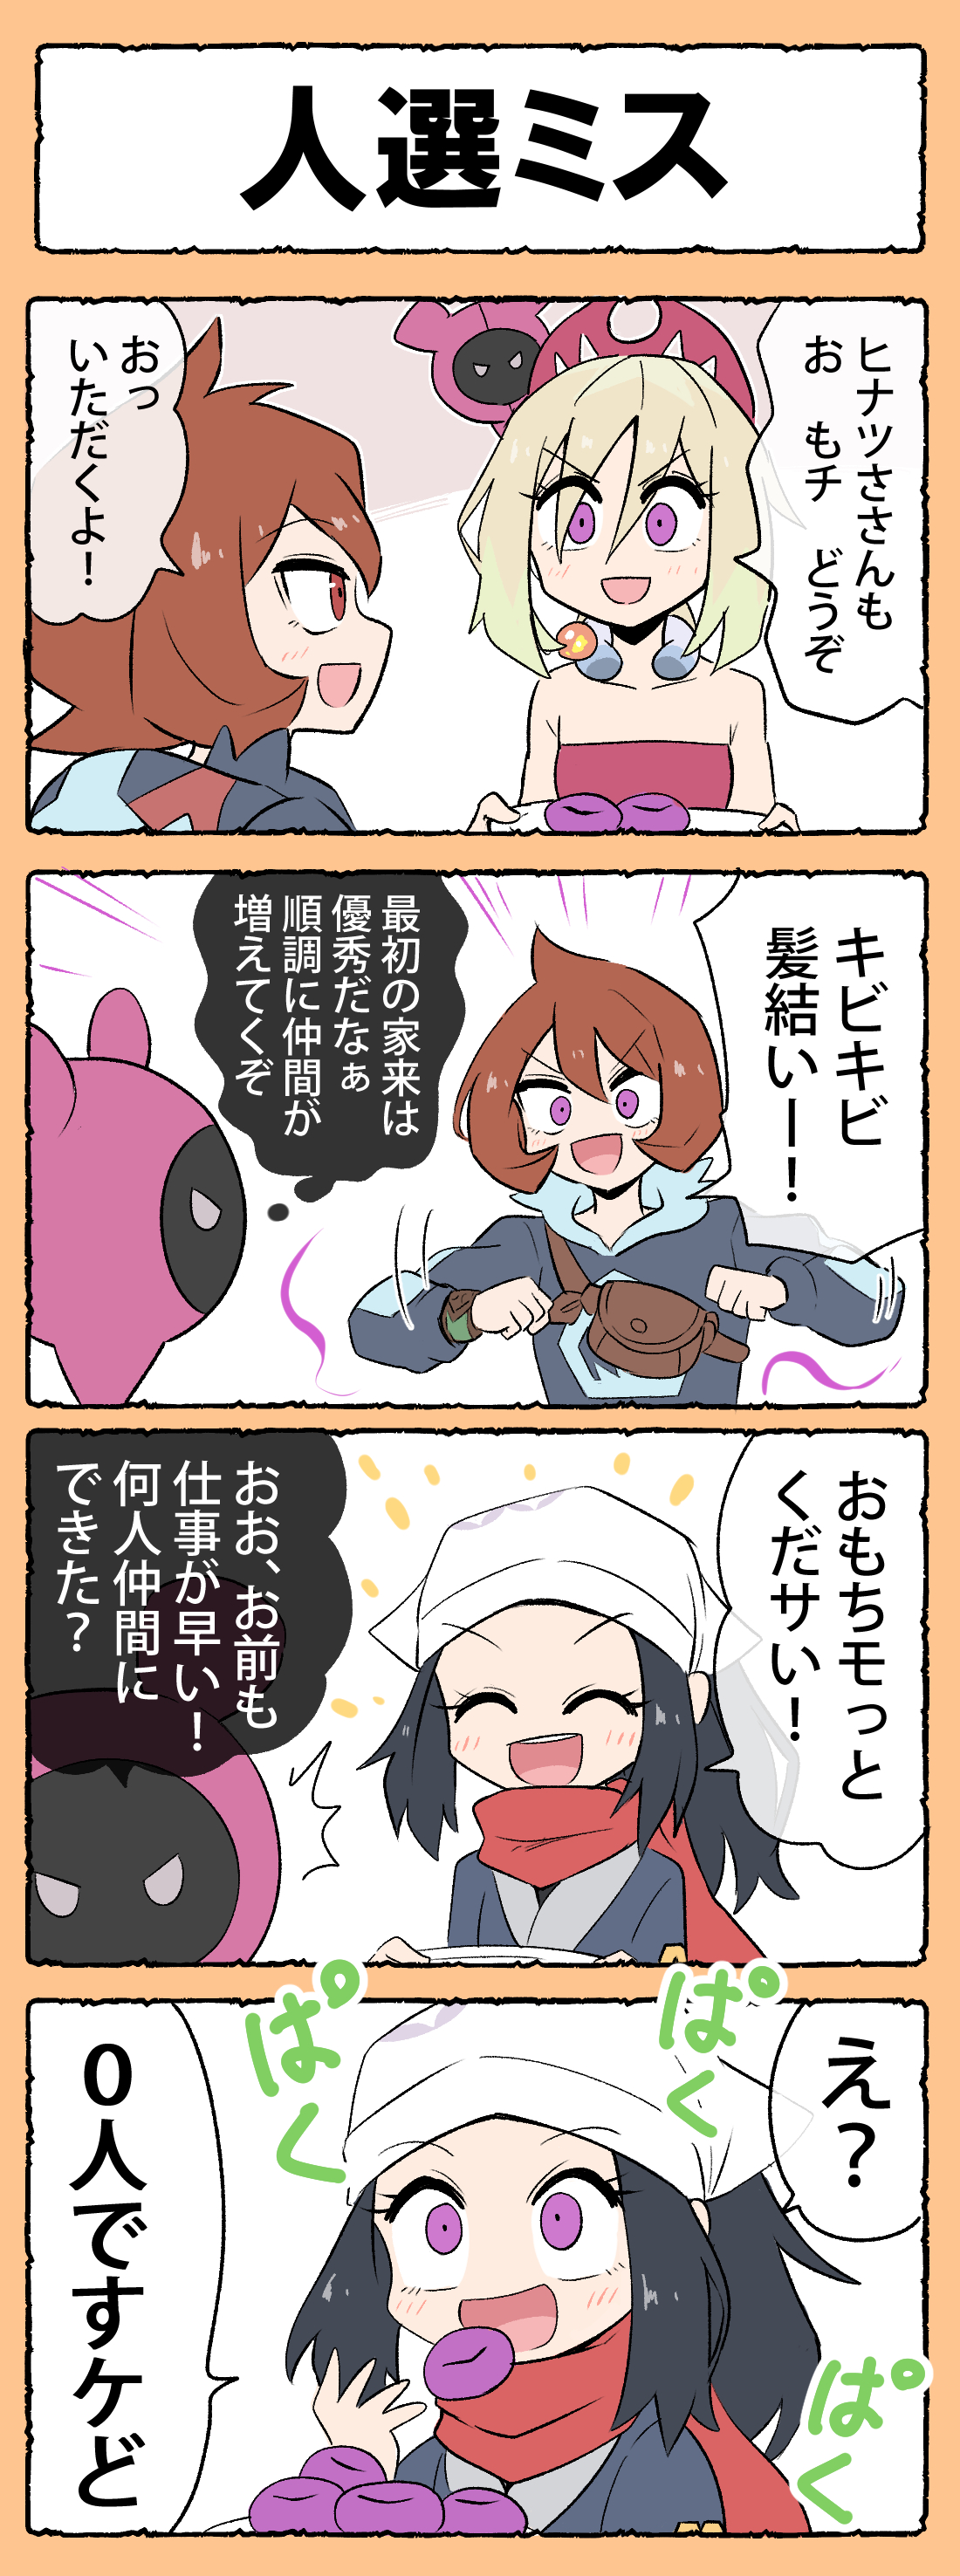 人選ミス
ヒナツささんも
お　もチ　どうぞ
おっ
いただくよ！
キビキビ
髪結いー！
最初の家来は
優秀だなぁ
順調に仲間が
増えてくぞ
おもちモっと
くだサい！
おお、お前も
仕事が早い！
何人仲間に
できた？
え？
ぱく
ぱく
0人ですケど
ぱく